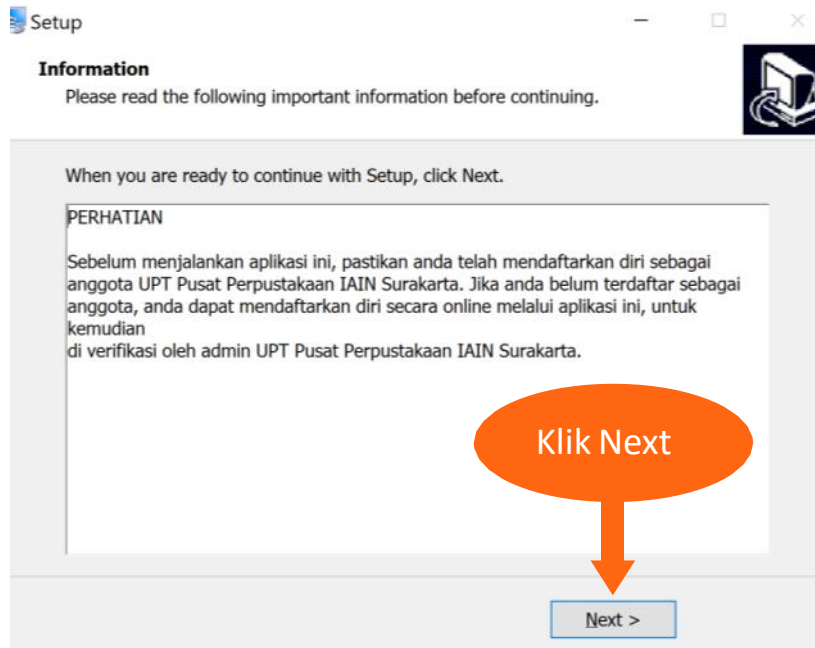 Setup
Information
Please read the following important information before continuing.
When you are ready to continue with Setup, click Next.
PERHATIAN
Sebelum menjalankan aplikasi ini, pastikan anda telah mendaftarkan diri sebagai
anggota UPT Pusat Perpustakaan IAIN Surakarta. Jika anda belum terdaftar sebagai
anggota, anda dapat mendaftarkan diri secara online melalui aplikasi ini, untuk
kemudian
di verifikasi oleh admin UPT Pusat Perpustakaan IAIN Surakarta.
Klik Next
Next >